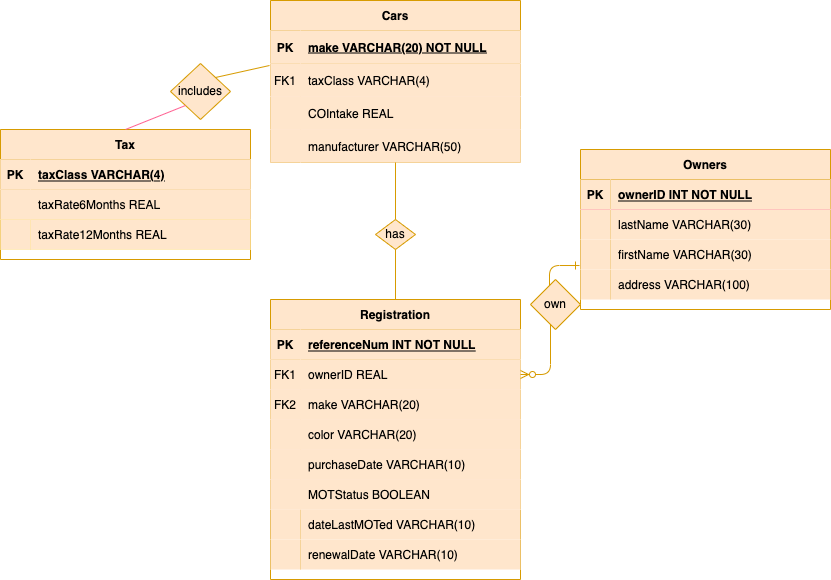 Cars
PK make VARCHAR(20) NOT NULL
FK1 taxClass VARCHAR(4)
COIntake REAL
manufacturer VARCHAR(50)
includes
Tax
PK taxClass VARCHAR(4)
taxRate6Months REAL
taxRate12Months REAL
Owners
PK ownerID INT NOT NULL
lastName VARCHAR(30)
firstName VARCHAR(30)
address VARCHAR(100)
has
own
Registration
PK referenceNum INT NOT NULL
FK1 ownerID REAL
FK2 make VARCHAR(20)
color VARCHAR(20)
purchaseDate VARCHAR(10)
MOTStatus BOOLEAN
dateLastMOTed VARCHAR(10)
renewalDate VARCHAR(10)